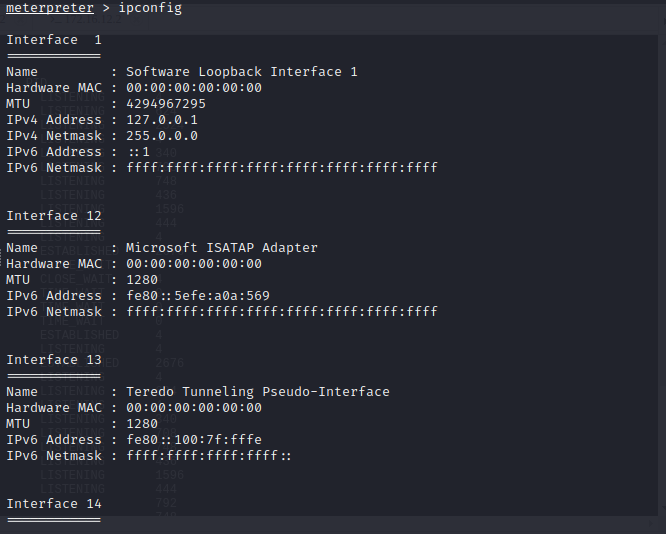 meterpreter > ipconfig
Interface  1
============
Name         : Software Loopback Interface 1
Hardware MAC : 00:00:00:00:00:00
MTU          : 4294967295
IPv4 Address : 127.0.0.1
IPv4 Netmask : 255.0.0.0
IPv6 Address : ::1
IPv6 Netmask : ffff:ffff:ffff:ffff:ffff:ffff:ffff:ffff
Interface 12
============
Name         : Microsoft ISATAP Adapter
Hardware MAC : 00:00:00:00:00:00
MTU          : 1280
IPv6 Address : fe80::5efe:a0a:569
IPv6 Netmask : ffff:ffff:ffff:ffff:ffff:ffff:ffff:ffff
Interface 13
============
Name         : Teredo Tunneling Pseudo-Interface
Hardware MAC : 00:00:00:00:00:00
MTU          : 1280
IPv6 Address : fe80::100:7f:fffe
IPv6 Netmask : ffff:ffff:ffff:ffff::
Interface 14
============